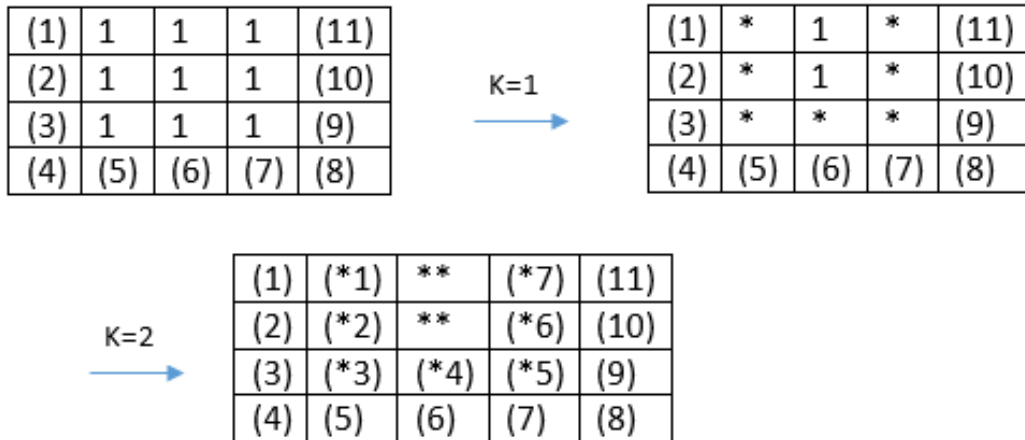 (1) 1 1 1 (11)
(2) 1 1 1 (10)
(3) 1 1 1 (9)
(4) (5) (6) (7) (8)
K=1
(1) * 1 * (11)
(2) * 1 * (10)
(3) * * * (9)
(4) (5) (6) (7) (8)
K=2
(1) (*1) ** (*7) (11)
(2) (*2) ** (*6) (10)
(3) (*3) (*4) (*5) (9)
(4) (5) (6) (7) (8)